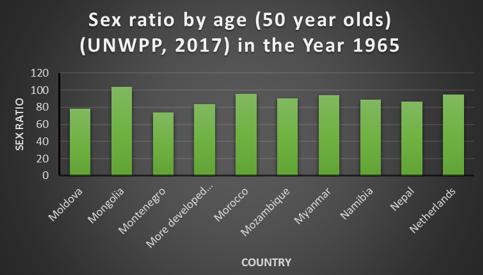 Sex ratio by age (50 year olds)
(UNWPP, 2017) in the Year 1965
120
100
80
60
40
20
0
SEX RATIO
Moldova
Mongolia
Montenegro
More developed...
Morocco
Mozambique
Myanmar
Namibia
Nepal
Netherlands
COUNTRY